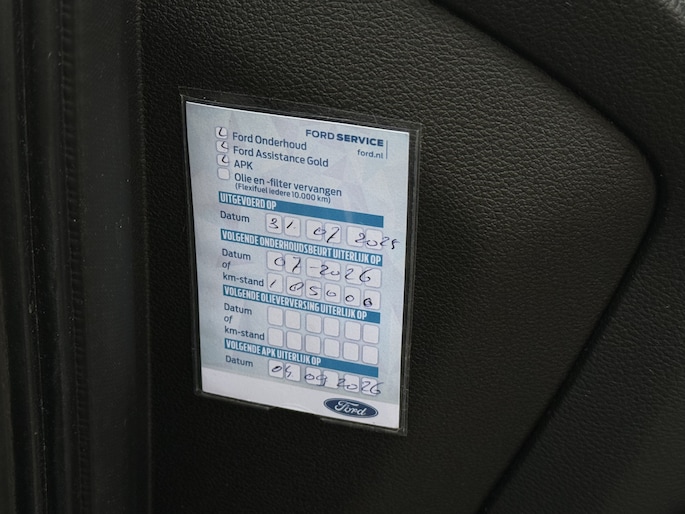 FORD SERVICE
ford.nl
Ford Onderhoud
Ford Assistance Gold
APK
Olie en -filter vervangen
(Flexifuel iedere 10.000 km)
UITGEVOERD OP
Datum 31 07 2025
VOLGENDE ONDERHOUDSBEURT UITERLIJK OP
Datum 07-2026
of
km-stand 185000
VOLGENDE OLIEVERVERSING UITERLIJK OP
Datum
of
km-stand
VOLGENDE APK UITERLIJK OP
Datum 04 09 2026
Ford